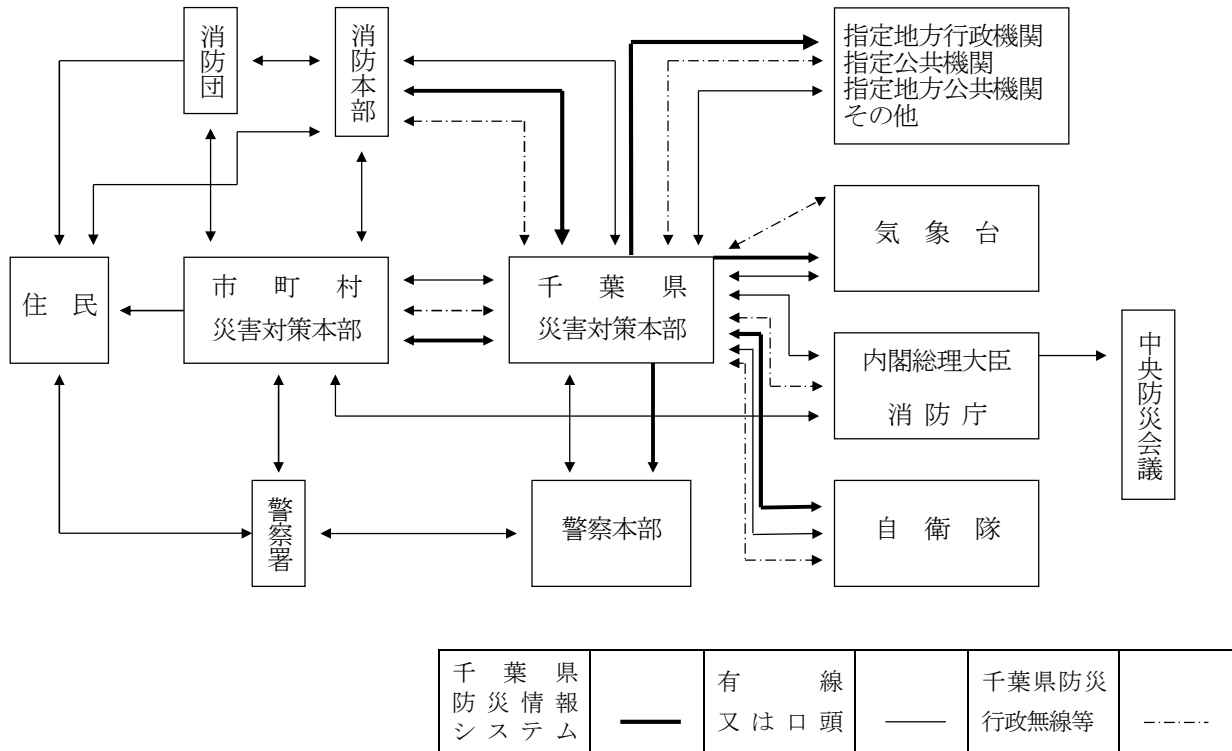 消防団
消防本部
指定地方行政機関
指定公共機関
指定地方公共機関
その他
気象台
住民
市町村
災害対策本部
千葉県
災害対策本部
内閣総理大臣
消防庁
中央防災会議
警察署
警察本部
自衛隊
千葉県
防災情報
システム
有線
又は口頭
千葉県防災
行政無線等